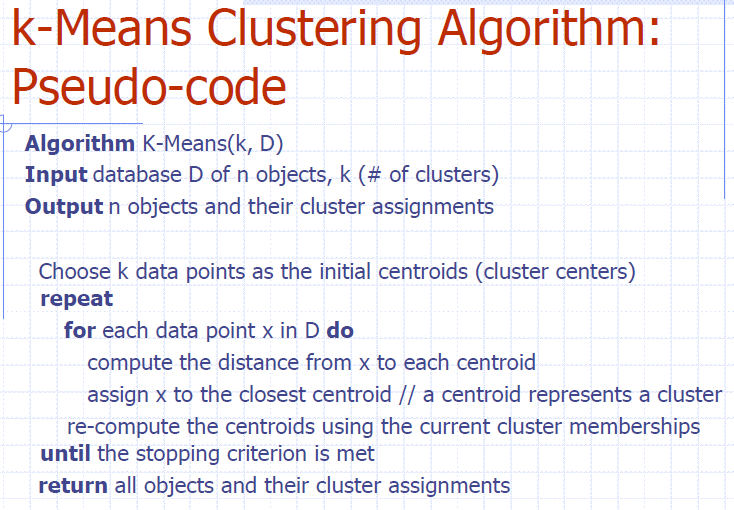 k-Means Clustering Algorithm:
Pseudo-code
Algorithm K-Means(k, D)
Input database D of n objects, k (# of clusters)
Output n objects and their cluster assignments
Choose k data points as the initial centroids (cluster centers)
repeat
for each data point x in D do
compute the distance from x to each centroid
assign x to the closest centroid // a centroid represents a cluster
re-compute the centroids using the current cluster memberships
until the stopping criterion is met
return all objects and their cluster assignments